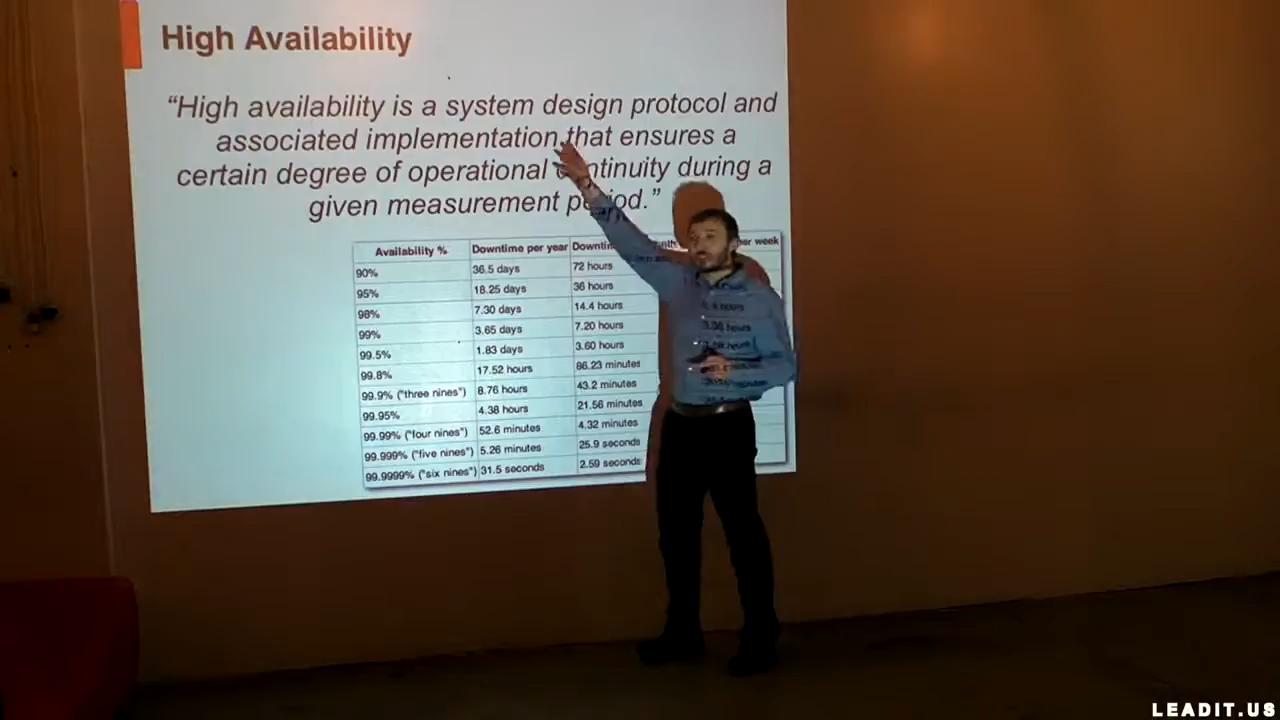 High Availability
“High availability is a system design protocol and
associated implementation that ensures a
certain degree of operational continuity during a
given measurement period.”
Availability % Downtime per year per week
90% 36.5 days 72 hours
95% 18.25 days 36 hours
98% 7.30 days 14.4 hours
99% 3.65 days 7.20 hours 
99.5% 1.83 days 3.60 hours
99.8% 17.52 hours 86.23 minutes
99.9% ("three nines") 8.76 hours 43.2 minutes
99.95% 4.38 hours 21.56 minutes
99.99% ("four nines") 52.6 minutes 4.32 minutes
99.999% ("five nines") 5.26 minutes 25.9 seconds
99.9999% ("six nines") 31.5 seconds 2.59 seconds
LEADIT.US